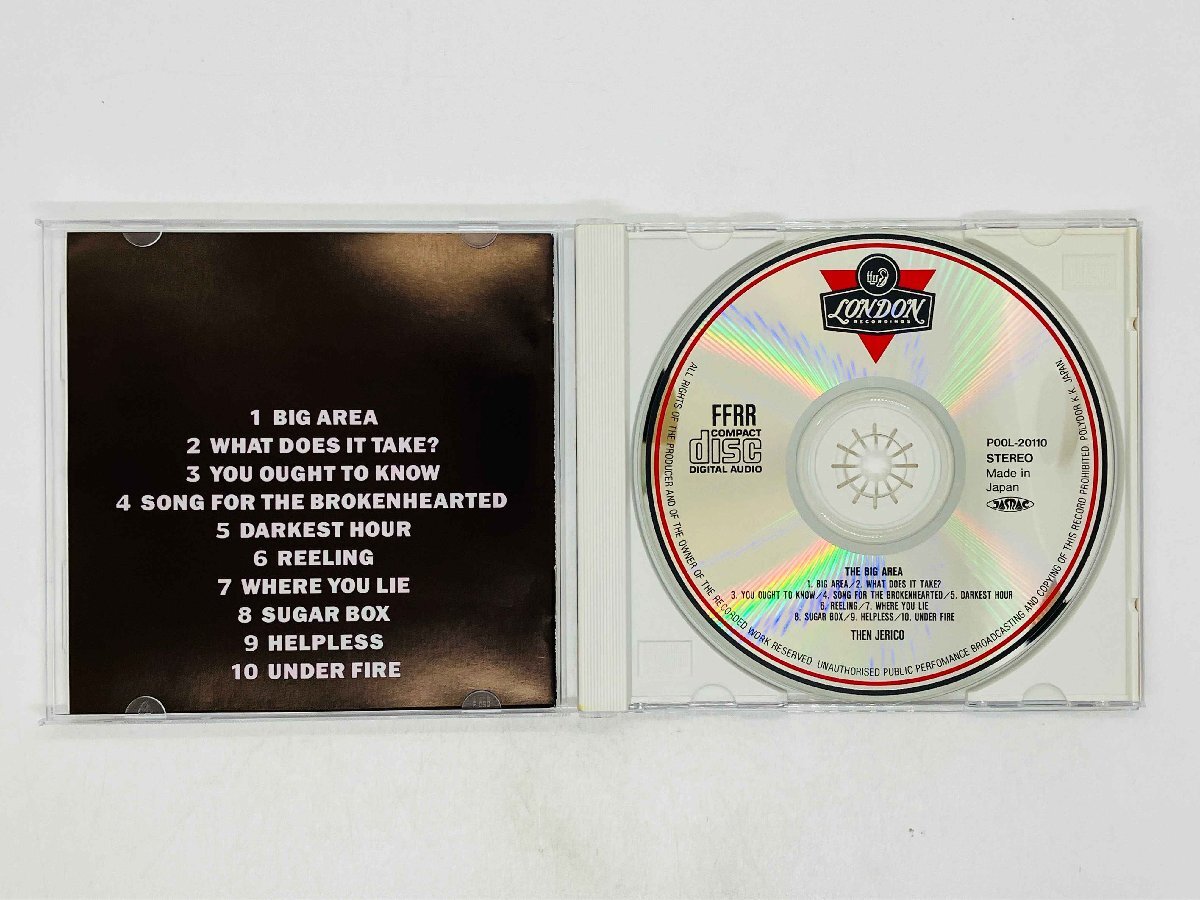 1 BIG AREA
2 WHAT DOES IT TAKE?
3 YOU OUGHT TO KNOW
4 SONG FOR THE BROKENHEARTED
5 DARKEST HOUR
6 REELING
7 WHERE YOU LIE
8 SUGAR BOX
9 HELPLESS
10 UNDER FIRE
ffrr
LONDON
RECORDINGS
FFRR
COMPACT
disc
DIGITAL AUDIO
P00L-20110
STEREO
Made in
Japan
JASRAC
THE BIG AREA
1. BIG AREA/2. WHAT DOES IT TAKE?
3. YOU OUGHT TO KNOW/4. SONG FOR THE BROKENHEARTED/5. DARKEST HOUR
6. REELING/7. WHERE YOU LIE
8. SUGAR BOX/9. HELPLESS/10. UNDER FIRE
THEN JERICO
ALL RIGHTS OF THE PRODUCER AND OF THE OWNER OF THE RECORDED WORK RESERVED. UNAUTHORISED PUBLIC PERFOMANCE BROADCASTING AND COPYING OF THIS RECORD PROHIBITED. POLYDOR K.K. JAPAN